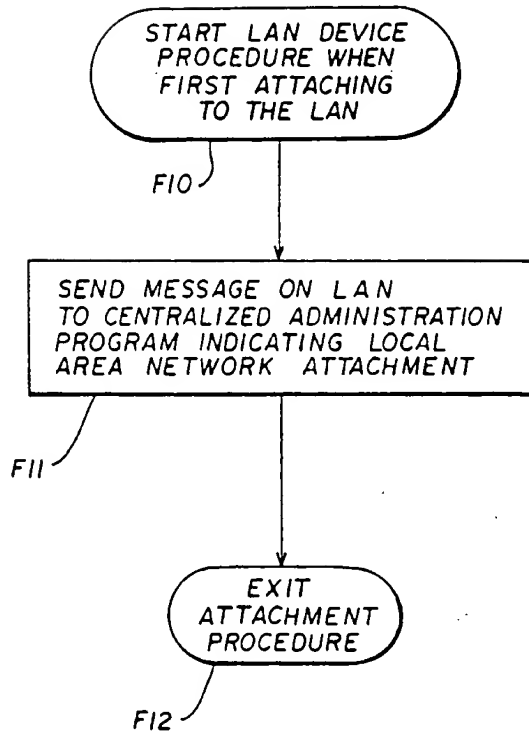 START LAN DEVICE
PROCEDURE WHEN
FIRST ATTACHING
TO THE LAN
F10
SEND MESSAGE ON LAN
TO CENTRALIZED ADMINISTRATION
PROGRAM INDICATING LOCAL
AREA NETWORK ATTACHMENT
F11
EXIT
ATTACHMENT
PROCEDURE
F12